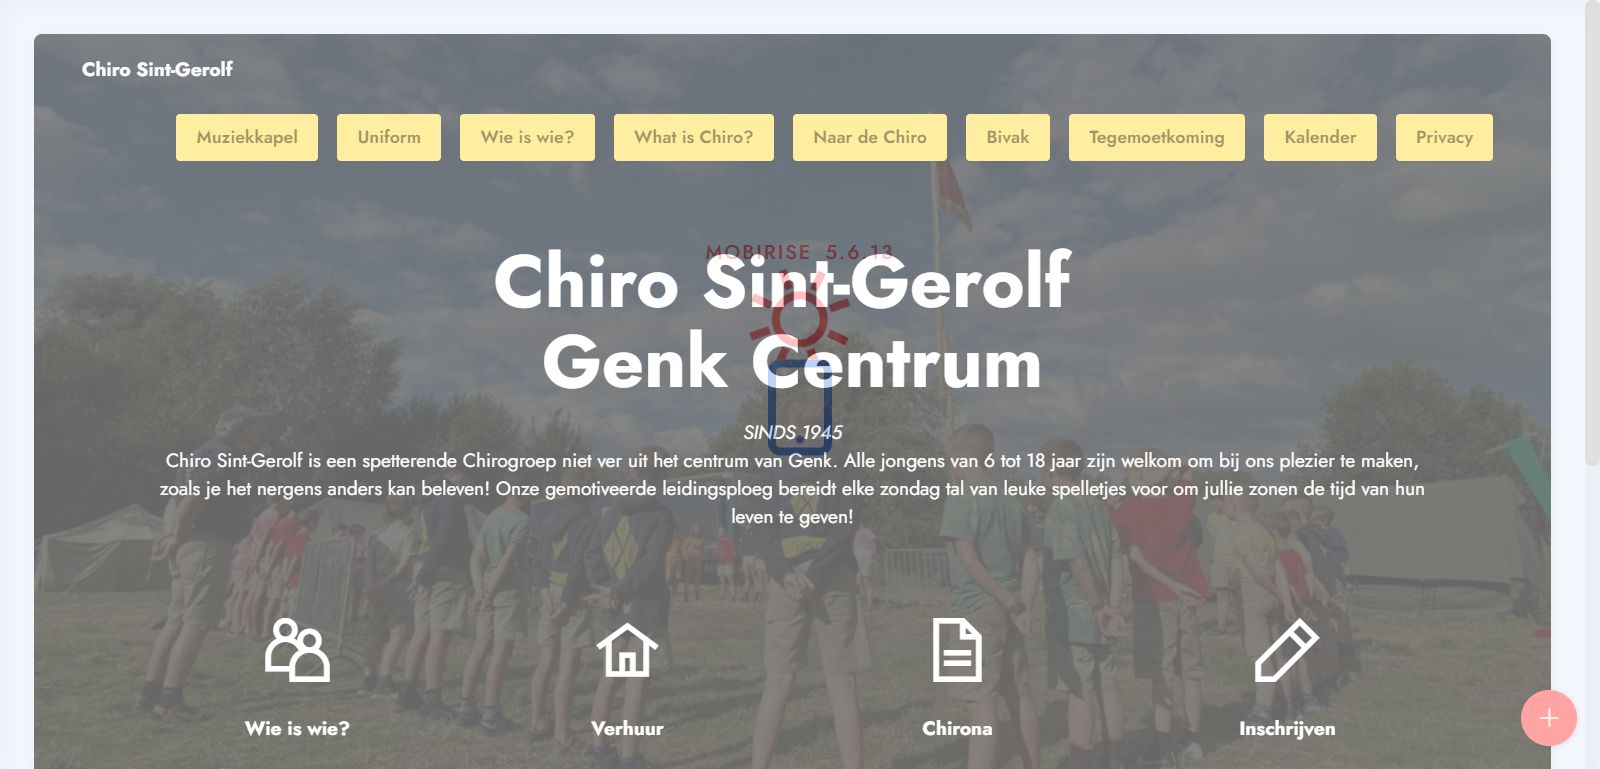 Chiro Sint-Gerolf
Muziekkapel
Uniform
Wie is wie?
What is Chiro?
Naar de Chiro
Bivak
Tegemoetkoming
Kalender
Privacy
MOBIRISE 5.6.13
Chiro Sint-Gerolf
Genk Centrum
SINDS 1945
Chiro Sint-Gerolf is een spetterende Chirogroep niet ver uit het centrum van Genk. Alle jongens van 6 tot 18 jaar zijn welkom om bij ons plezier te maken,
zoals je het nergens anders kan beleven! Onze gemotiveerde leidingsploeg bereidt elke zondag tal van leuke spelletjes voor om jullie zonen de tijd van hun
leven te geven!
Wie is wie?
Verhuur
Chirona
Inschrijven